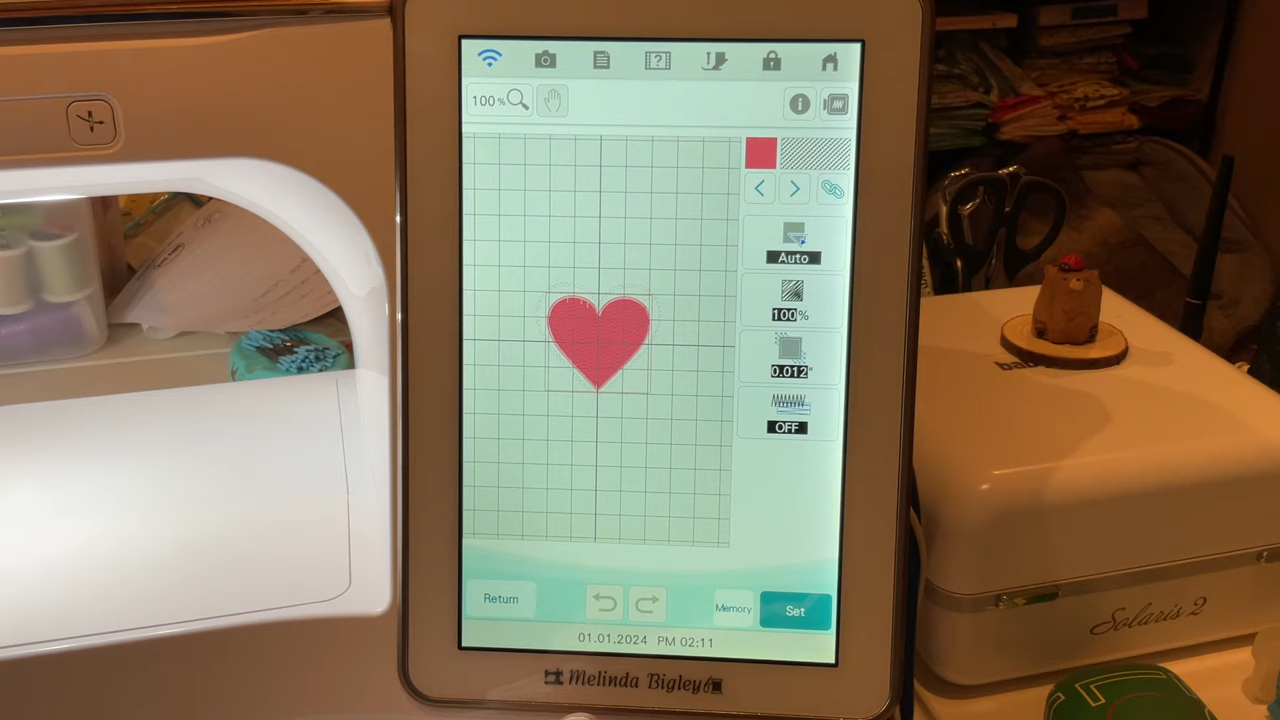 100%
?
i
Auto
100%
0.012"
OFF
Return
Memory
Set
01.01.2024 PM 02:11
Melinda Bigley
Solaris 2